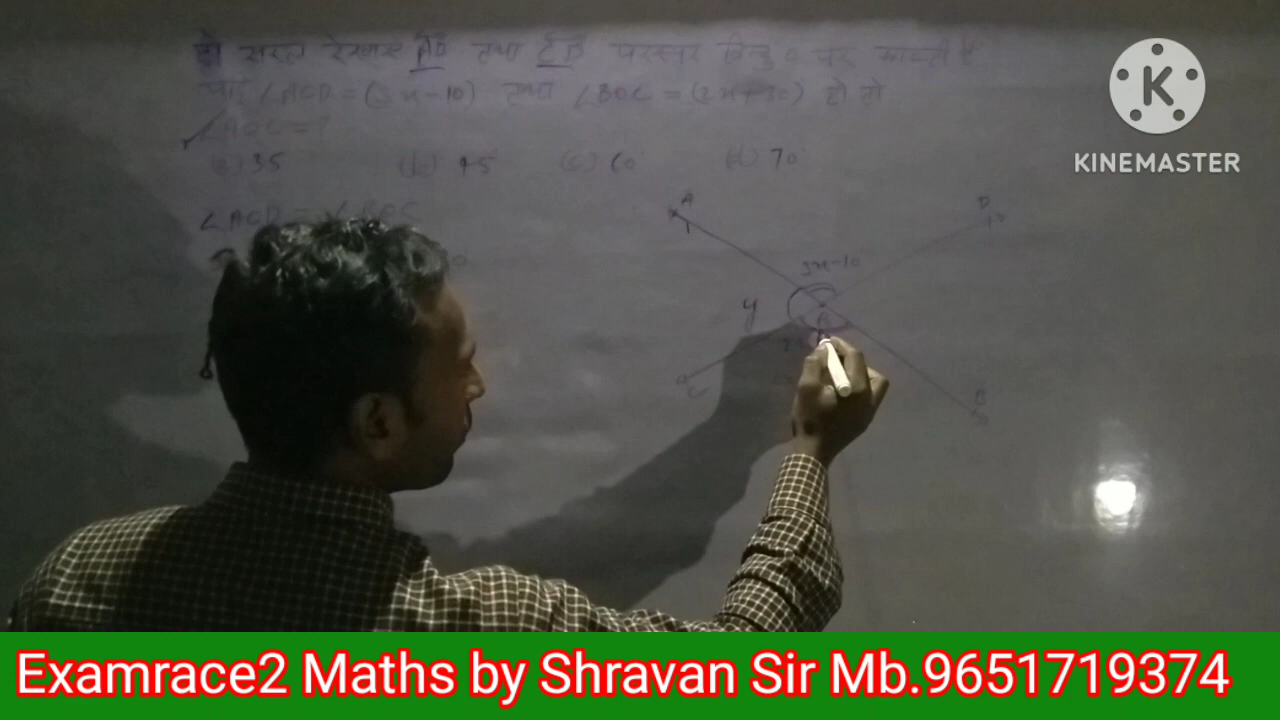 दो सरल रेखाएं AB तथा CD परस्पर बिन्दु o पर काटती है
यदि ∠AOD = (3x-10) तथा ∠BOC = (2x+30) हो तो
∠AOC = ?
(a) 35 (b) 45 (c) 60 (d) 70
∠AOD = ∠BOC
A D
3x-10
y
C
B
K
KINEMASTER
Examrace2 Maths by Shravan Sir Mb.9651719374